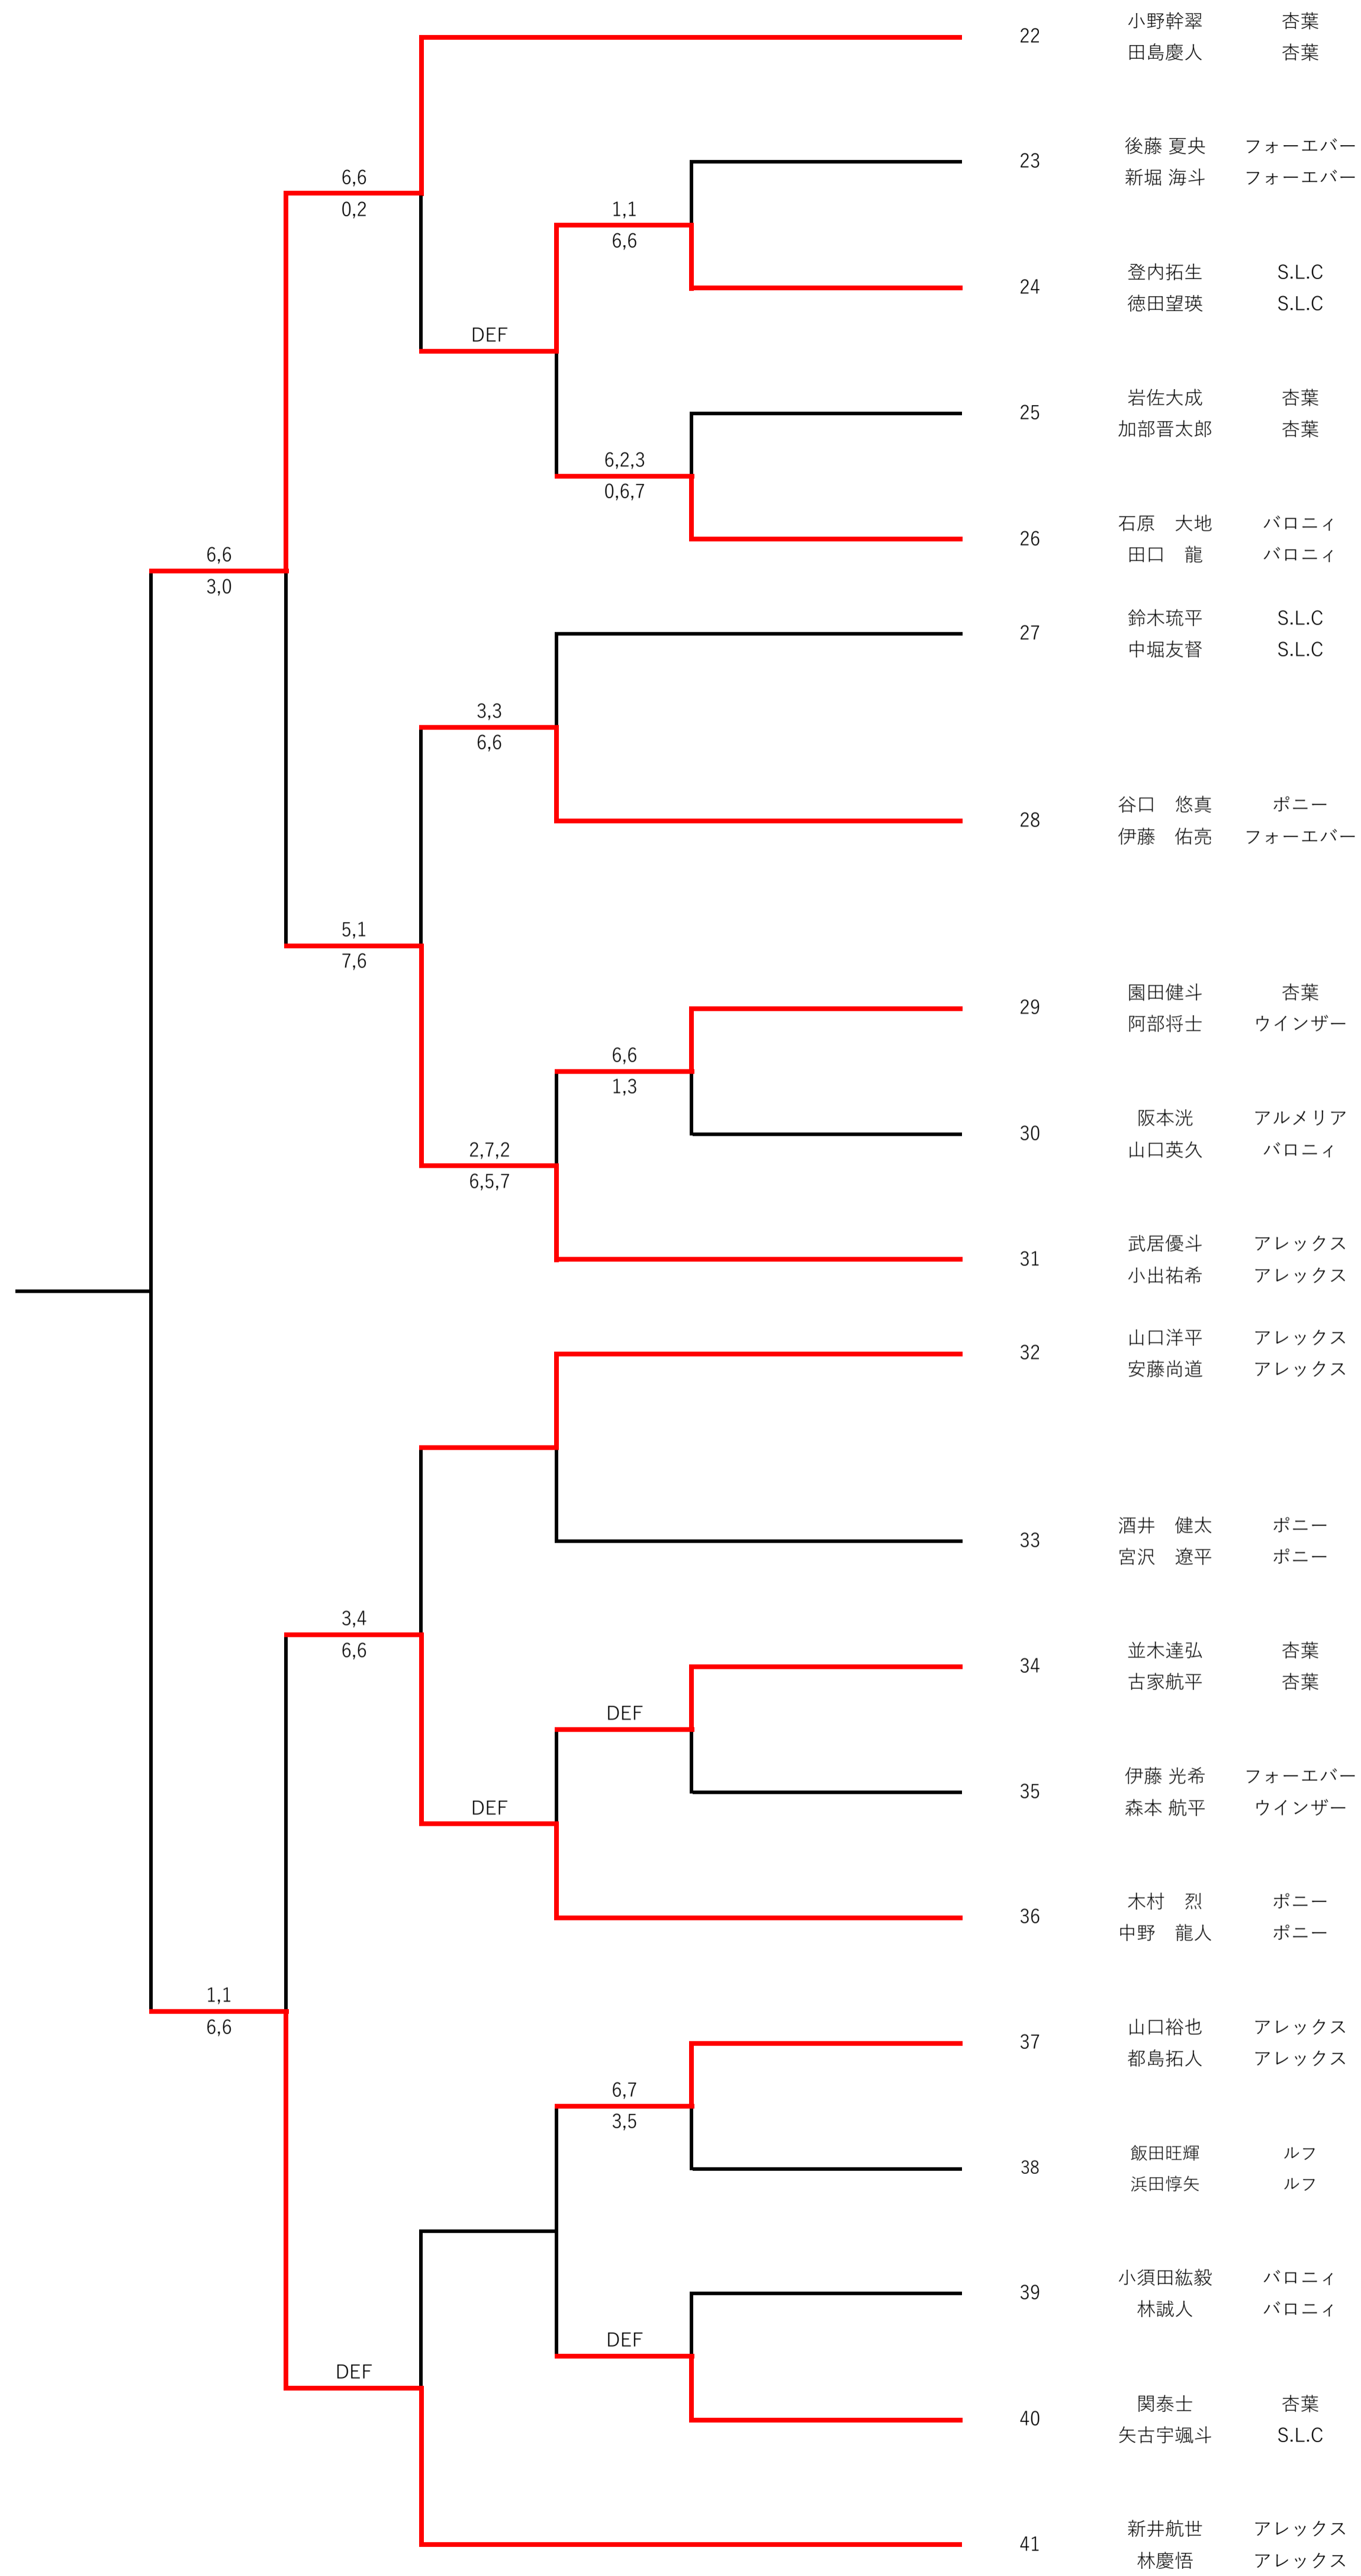 小野幹翠 杏葉
22
田島慶人 杏葉
後藤 夏央 フォーエバー
23
6,6
新堀 海斗 フォーエバー
0,2
1,1
6,6
登内拓生 S.L.C
24
徳田望瑛 S.L.C
DEF
岩佐大成 杏葉
25
加部晋太郎 杏葉
6,2,3
0,6,7
石原　大地 バロニィ
26
田口　龍 バロニィ
6,6
3,0
鈴木琉平 S.L.C
27
中堀友督 S.L.C
3,3
6,6
谷口　悠真 ポニー
28
伊藤　佑亮 フォーエバー
5,1
7,6
園田健斗 杏葉
29
阿部将士 ウインザー
6,6
1,3
阪本洸 アルメリア
30
山口英久 バロニィ
2,7,2
6,5,7
武居優斗 アレックス
31
小出祐希 アレックス
山口洋平 アレックス
32
安藤尚道 アレックス
酒井　健太 ポニー
33
宮沢　遼平 ポニー
3,4
6,6
並木達弘 杏葉
34
古家航平 杏葉
DEF
伊藤 光希 フォーエバー
35
森本 航平 ウインザー
DEF
木村　烈 ポニー
36
中野　龍人 ポニー
1,1
6,6
山口裕也 アレックス
37
都島拓人 アレックス
6,7
3,5
飯田旺輝 ルフ
38
浜田惇矢 ルフ
小須田紘毅 バロニィ
39
林誠人 バロニィ
DEF
DEF
関泰士 杏葉
40
矢古宇颯斗 S.L.C
新井航世 アレックス
41
林慶悟 アレックス